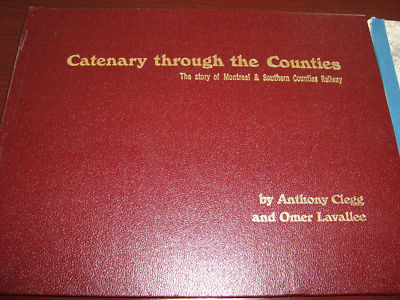 Catenary through the Counties
The story of Montreal & Southern Counties Railway
by Anthony Clegg
and Omer Lavallee